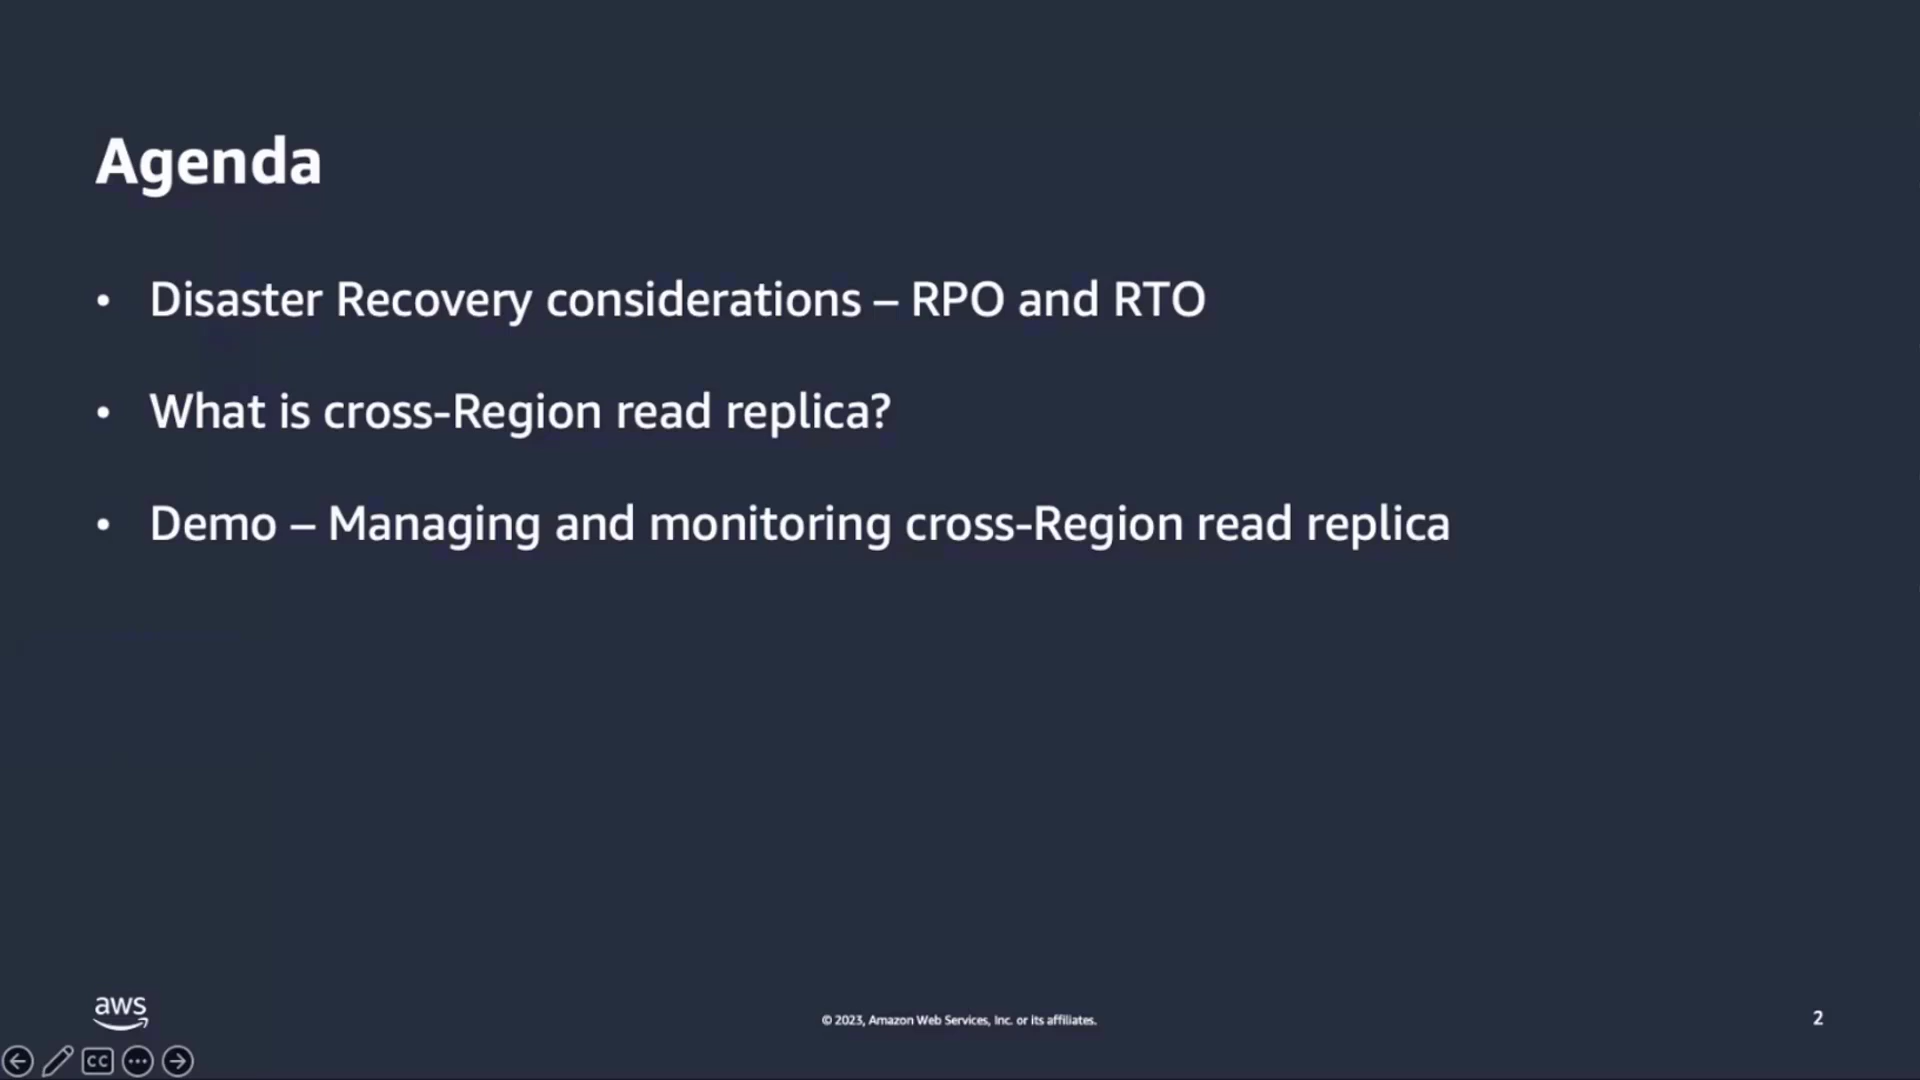 Agenda
• Disaster Recovery considerations – RPO and RTO
• What is cross-Region read replica?
• Demo – Managing and monitoring cross-Region read replica
aws
© 2023, Amazon Web Services, Inc. or its affiliates.
2
CC